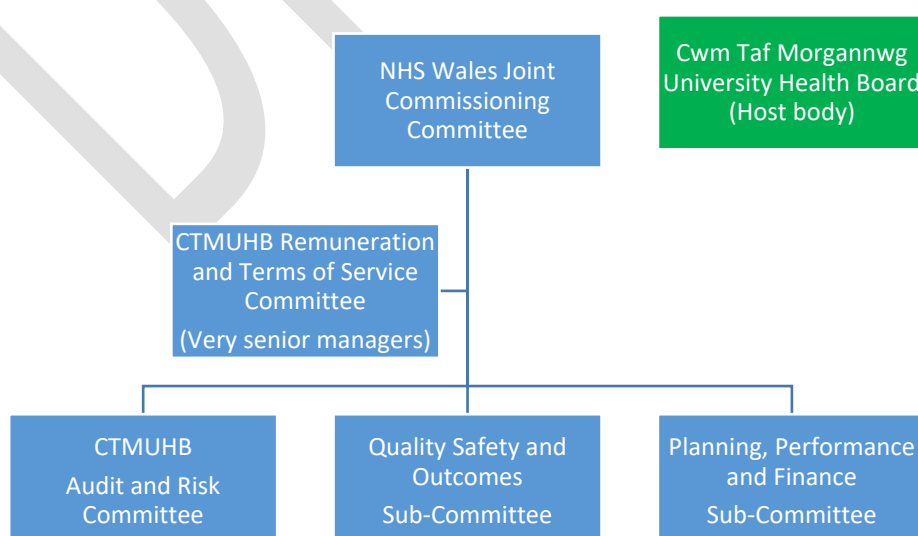 NHS Wales Joint
Commissioning
Committee
Cwm Taf Morgannwg
University Health Board
(Host body)
CTMUHB Remuneration
and Terms of Service
Committee
(Very senior managers)
CTMUHB
Audit and Risk
Committee
Quality Safety and
Outcomes
Sub-Committee
Planning, Performance
and Finance
Sub-Committee